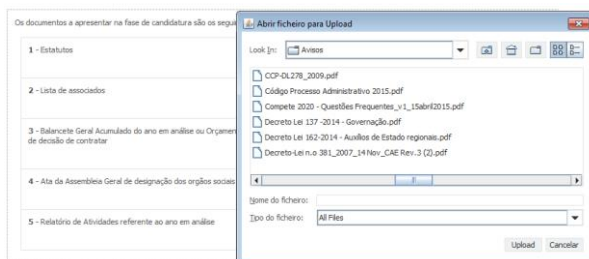 Os documentos a apresentar na fase de candidatura são os segui
1 - Estatutos
2 - Lista de associados
3 - Balancete Geral Acumulado do ano em análise ou Orçamen
de decisão de contratar
4 - Ata da Assembleia Geral de designação dos orgãos sociais
5 - Relatório de Atividades referente ao ano em análise
Abrir ficheiro para Upload
Look In: Avisos
CCP-DL278_2009.pdf
Código Processo Administrativo 2015.pdf
Compete 2020 - Questões Frequentes_v1_15abril2015.pdf
Decreto Lei 137 -2014 - Governação.pdf
Decreto Lei 162-2014 - Auxílios de Estado regionais.pdf
Decreto-Lei n.o 381_2007_14 Nov_CAE Rev.3 (2).pdf
Nome do ficheiro:
Tipo do ficheiro: All Files
Upload Cancelar